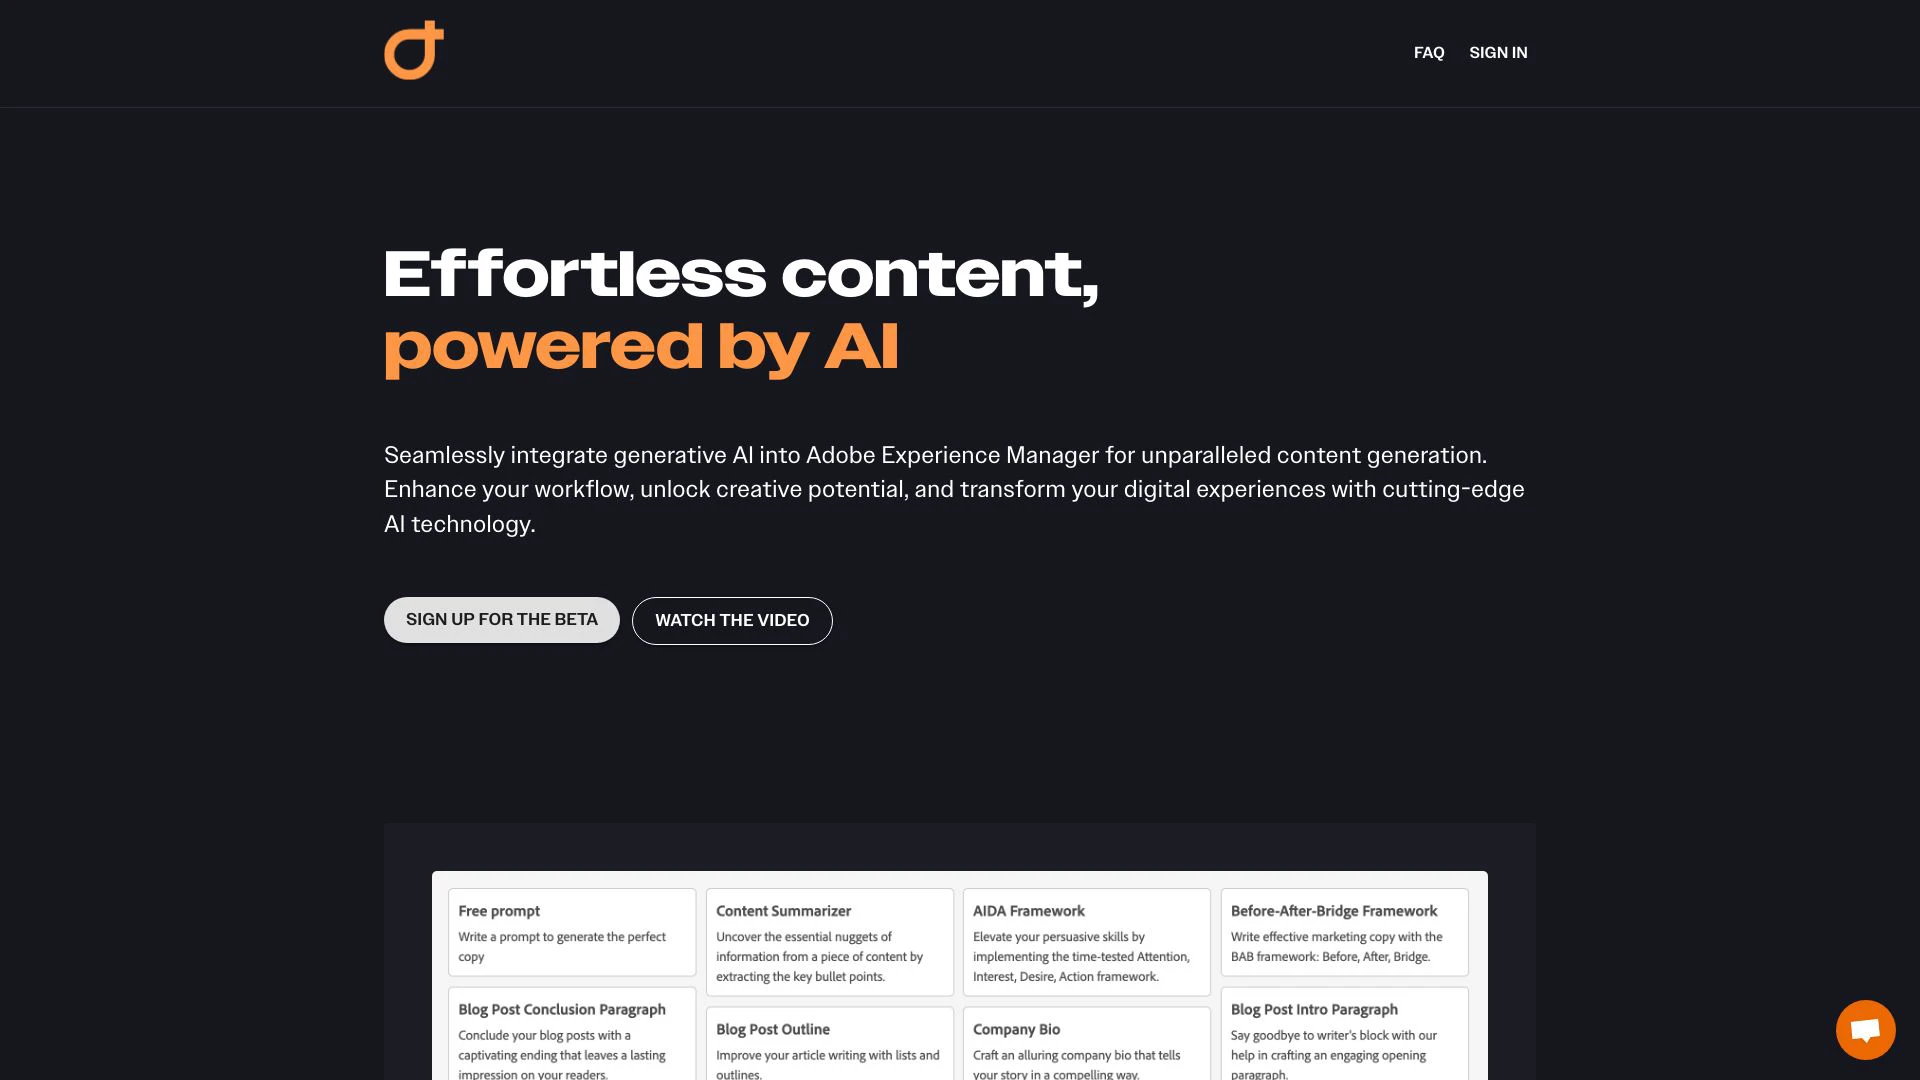 FAQ
SIGN IN
Effortless content,
powered by AI
Seamlessly integrate generative AI into Adobe Experience Manager for unparalleled content generation.
Enhance your workflow, unlock creative potential, and transform your digital experiences with cutting-edge
AI technology.
SIGN UP FOR THE BETA
WATCH THE VIDEO
Free prompt
Write a prompt to generate the perfect
copy
Content Summarizer
Uncover the essential nuggets of
information from a piece of content by
extracting the key bullet points.
AIDA Framework
Elevate your persuasive skills by
implementing the time-tested Attention,
Interest, Desire, Action framework.
Before-After-Bridge Framework
Write effective marketing copy with the
BAB framework: Before, After, Bridge.
Blog Post Conclusion Paragraph
Conclude your blog posts with a
captivating ending that leaves a lasting
impression on your readers.
Blog Post Outline
Improve your article writing with lists and
outlines.
Company Bio
Craft an alluring company bio that tells
your story in a compelling way.
Blog Post Intro Paragraph
Say goodbye to writer's block with our
help in crafting an engaging opening
paragraph.